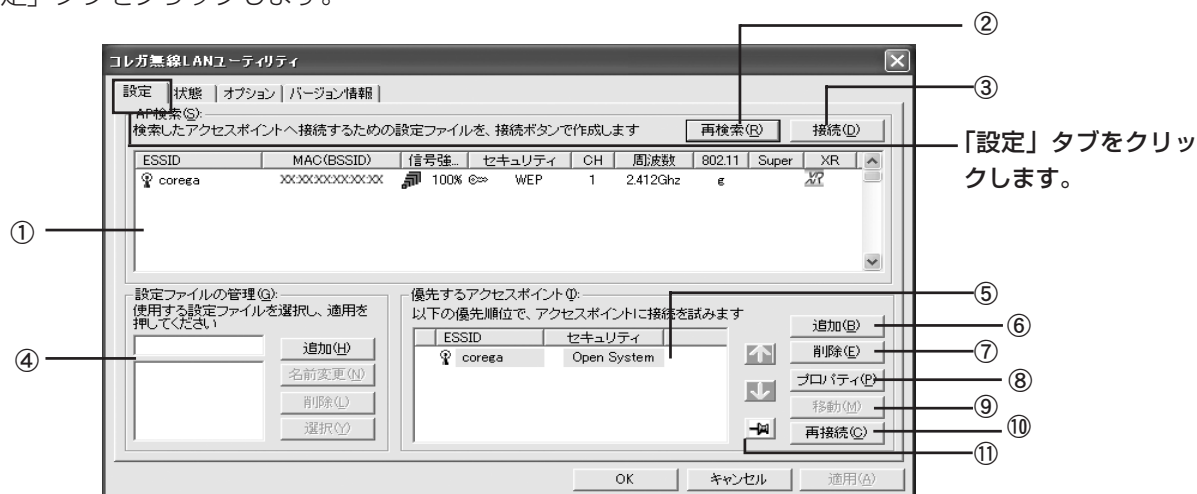 定」タブをクリックします。
②
コレガ無線LANユーティリティ
③
設定 状態 オプション バージョン情報
AP検索(S):
検索したアクセスポイントへ接続するための設定ファイルを、接続ボタンで作成します 再検索(R) 接続(D)
「設定」タブをクリッ
クします。
ESSID MAC(BSSID) 信号強... セキュリティ CH 周波数 802.11 Super XR
corega XX:XX:XX:XX:XX:XX 100% WEP 1 2.412Ghz g XR
①
設定ファイルの管理(G):
使用する設定ファイルを選択し、適用を
押してください
追加(H)
名前変更(N)
削除(L)
選択(Y)
④
優先するアクセスポイント(I):
以下の優先順位で、アクセスポイントに接続を試みます
ESSID セキュリティ
corega Open System
⑤
追加(B) ⑥
削除(E) ⑦
プロパティ(P) ⑧
移動(M) ⑨
再接続(C) ⑩
⑪
OK キャンセル 適用(A)